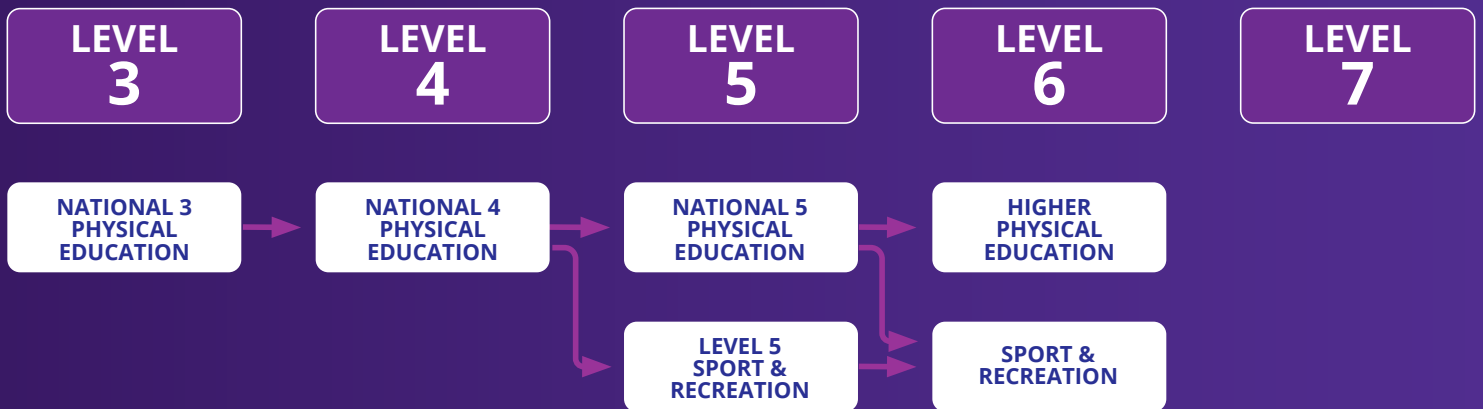 LEVEL
3
LEVEL
4
LEVEL
5
LEVEL
6
LEVEL
7
NATIONAL 3
PHYSICAL
EDUCATION
NATIONAL 4
PHYSICAL
EDUCATION
NATIONAL 5
PHYSICAL
EDUCATION
HIGHER
PHYSICAL
EDUCATION
LEVEL 5
SPORT &
RECREATION
SPORT &
RECREATION